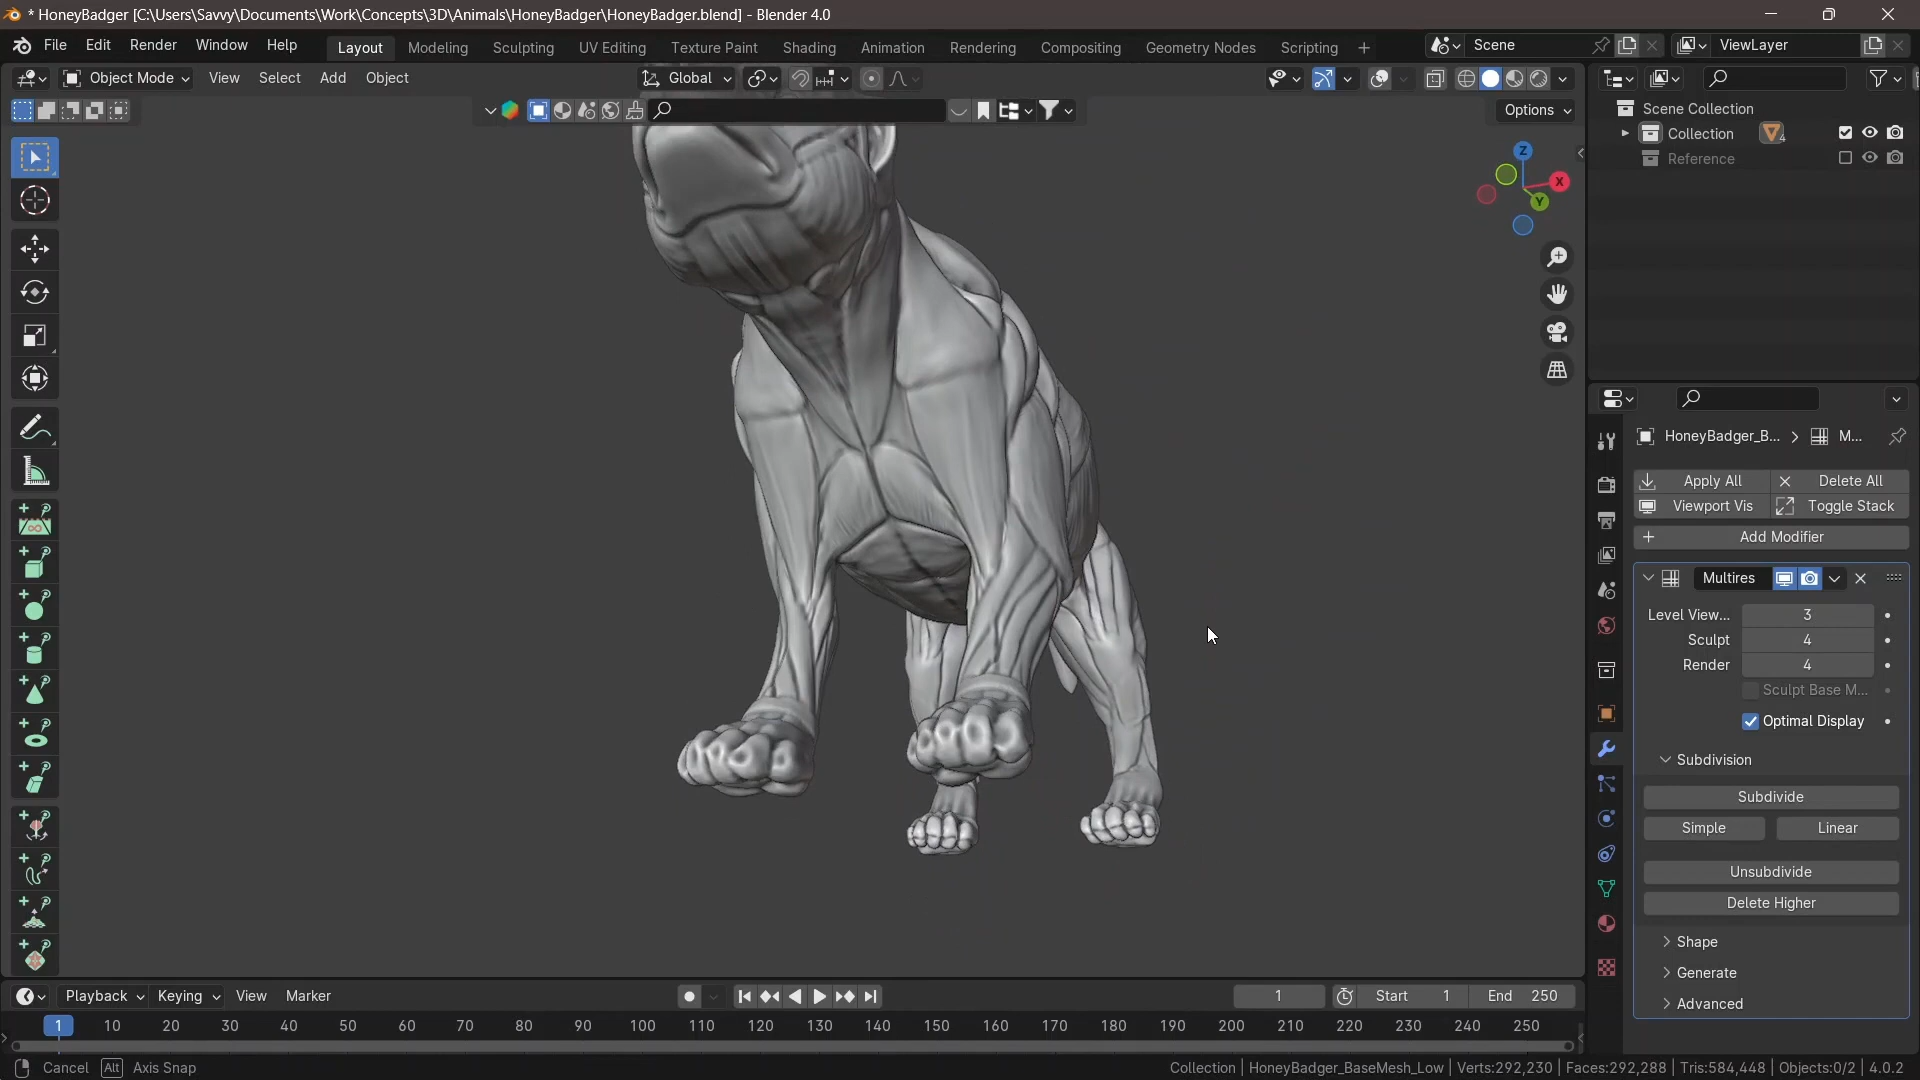 * HoneyBadger [C:\Users\Savvy\Documents\Work\Concepts\3D\Animals\HoneyBadger\HoneyBadger.blend] - Blender 4.0
File Edit Render Window Help Layout Modeling Sculpting UV Editing Texture Paint Shading Animation Rendering Compositing Geometry Nodes Scripting + Scene ViewLayer
Object Mode View Select Add Object Global
Options
Z
X
Y
Scene Collection
Collection 4
Reference
HoneyBadger_B... > M...
Apply All Delete All
Viewport Vis Toggle Stack
Add Modifier
Multires
Level View... 3
Sculpt 4
Render 4
Sculpt Base M...
Optimal Display
Subdivision
Subdivide
Simple Linear
Unsubdivide
Delete Higher
Shape
Generate
Advanced
Playback Keying View Marker 1 Start 1 End 250
1 10 20 30 40 50 60 70 80 90 100 110 120 130 140 150 160 170 180 190 200 210 220 230 240 250
Cancel Alt Axis Snap Collection | HoneyBadger_BaseMesh_Low | Verts:292,230 | Faces:292,288 | Tris:584,448 | Objects:0/2 | 4.0.2